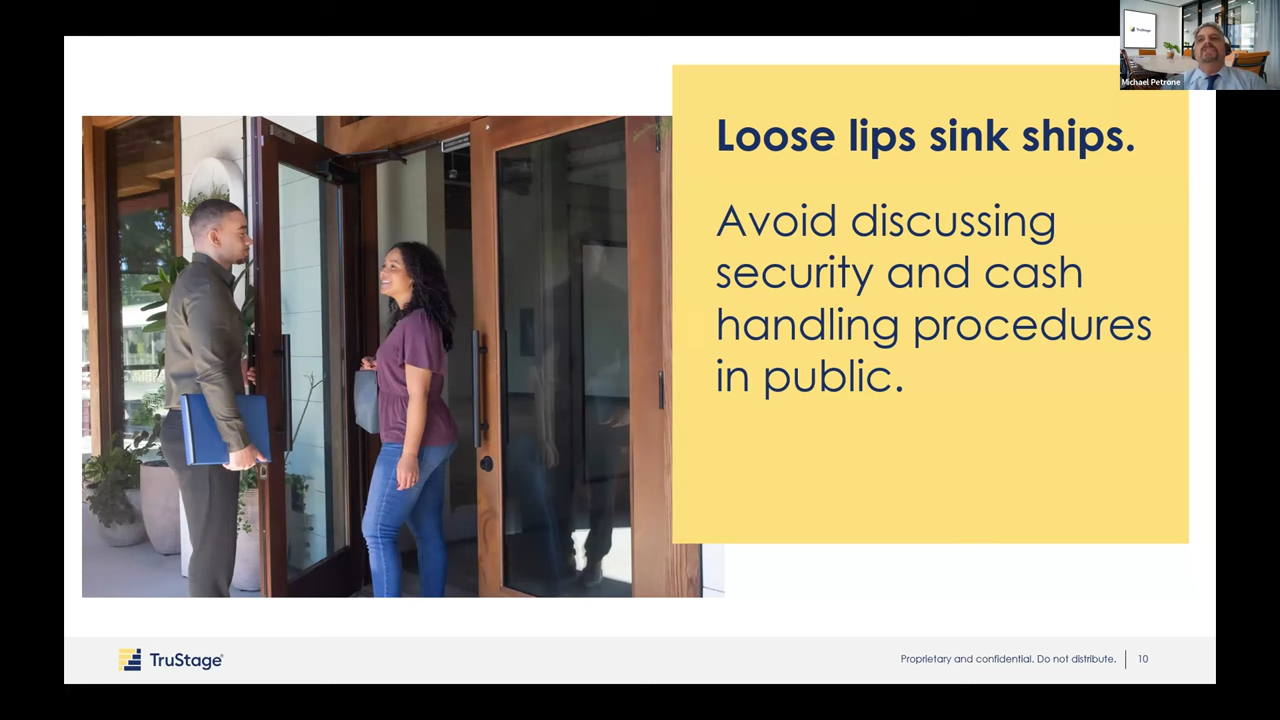 TruStage
Michael Petrone
Loose lips sink ships.
Avoid discussing
security and cash
handling procedures
in public.
TruStage
Proprietary and confidential. Do not distribute.
10